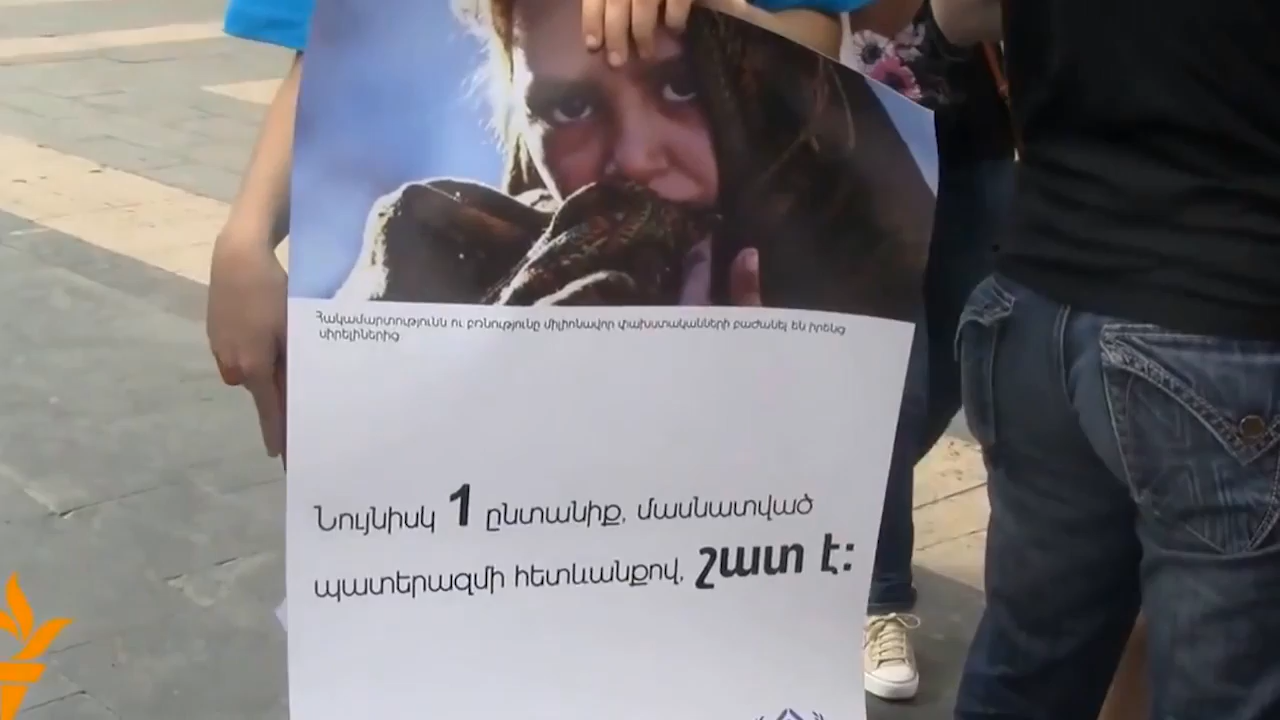 Հակամարտությունն ու բռնությունը միլիոնավոր փախստականների բաժանել են իրենց
սիրելիներից
Նույնիսկ 1 ընտանիք, մասնատված
պատերազմի հետևանքով, շատ է: